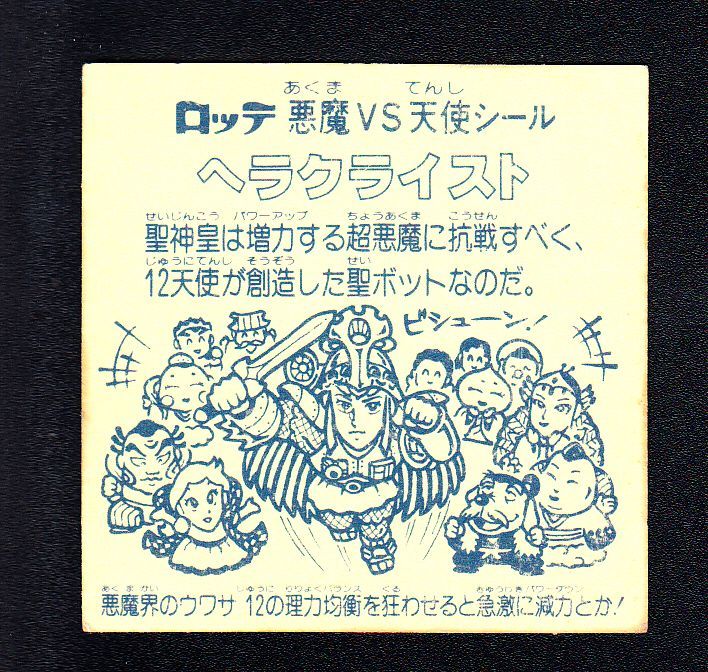 あくま てんし
ロッテ 悪魔VS天使シール
ヘラクライスト
せいじんこう パワーアップ ちょうあくま こうせん
聖神皇は増力する超悪魔に抗戦すべく、
じゅうにてんし そうぞう せい
12天使が創造した聖ボットなのだ。
ビシューン!
あくまかい じゅうに りりょくバランス くる きゅうげきパワーダウン
悪魔界のウワサ 12の理力均衡を狂わせると急激に減力とか!